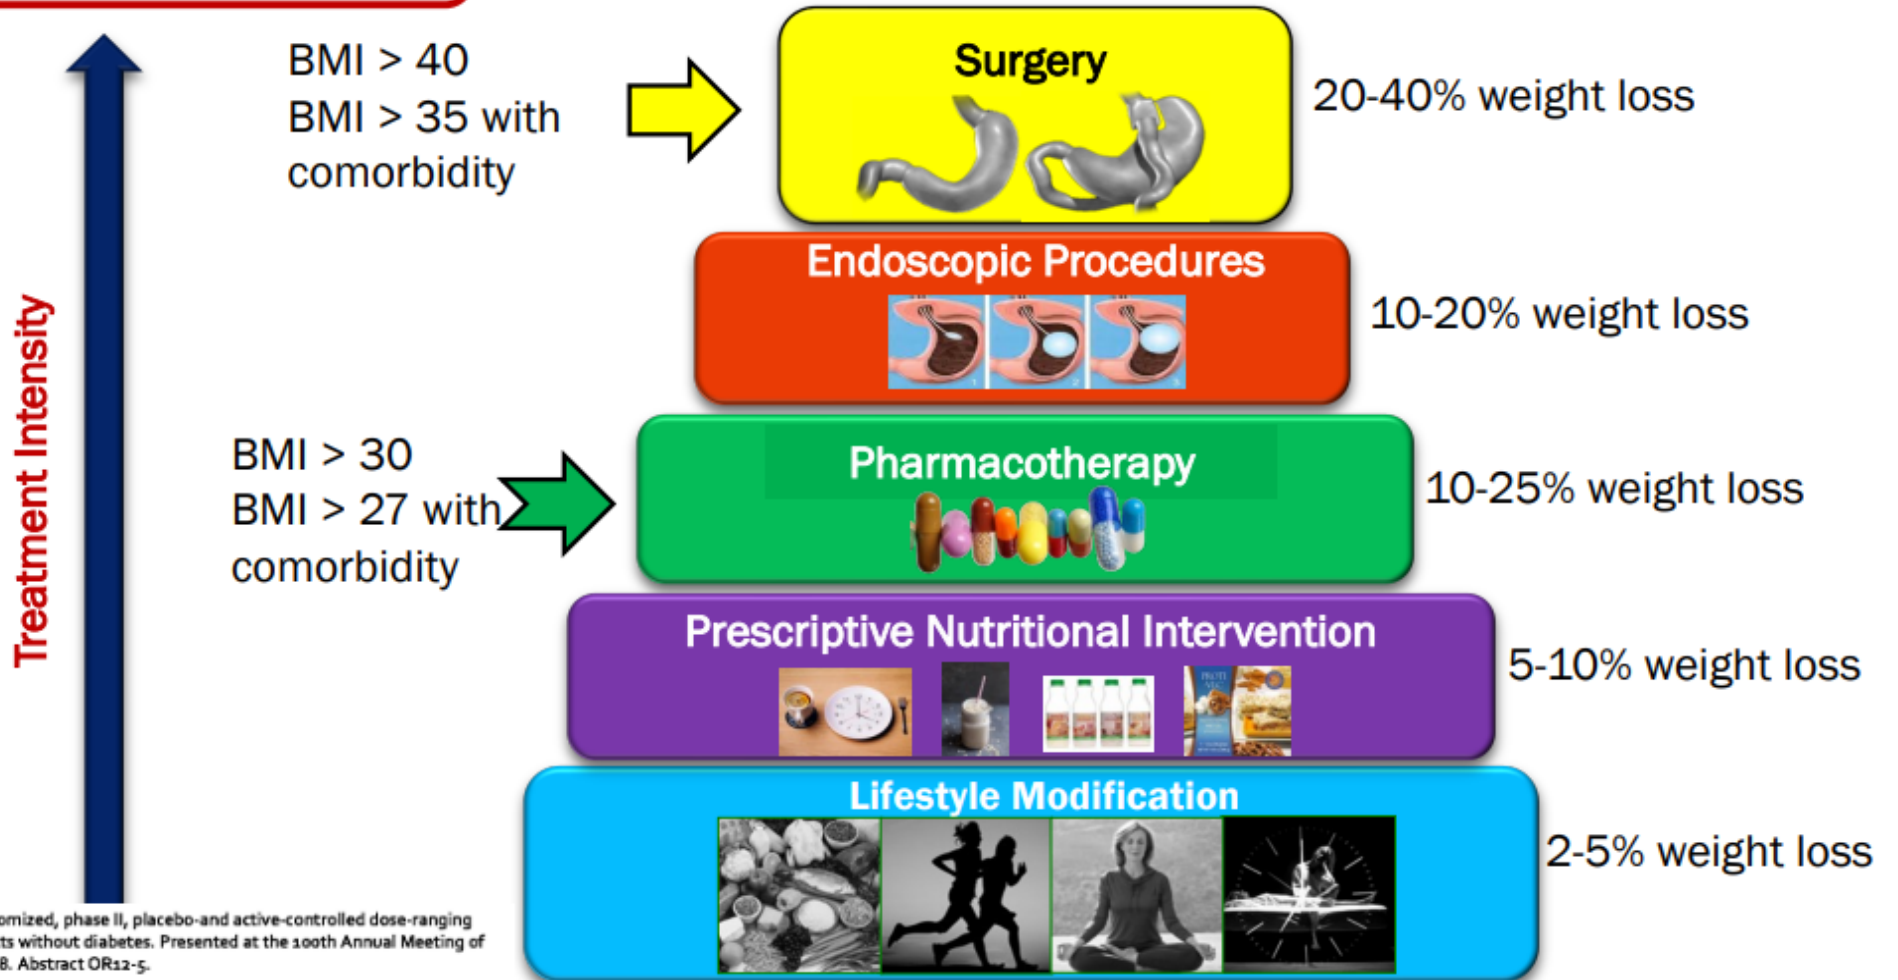 Treatment Intensity
BMI > 40
BMI > 35 with
comorbidity
Surgery
20-40% weight loss
Endoscopic Procedures
1
2
3
10-20% weight loss
BMI > 30
BMI > 27 with
comorbidity
Pharmacotherapy
10-25% weight loss
Prescriptive Nutritional Intervention
5-10% weight loss
Lifestyle Modification
2-5% weight loss
omized, phase II, placebo-and active-controlled dose-ranging
ts without diabetes. Presented at the 100th Annual Meeting of
8. Abstract OR12-5.